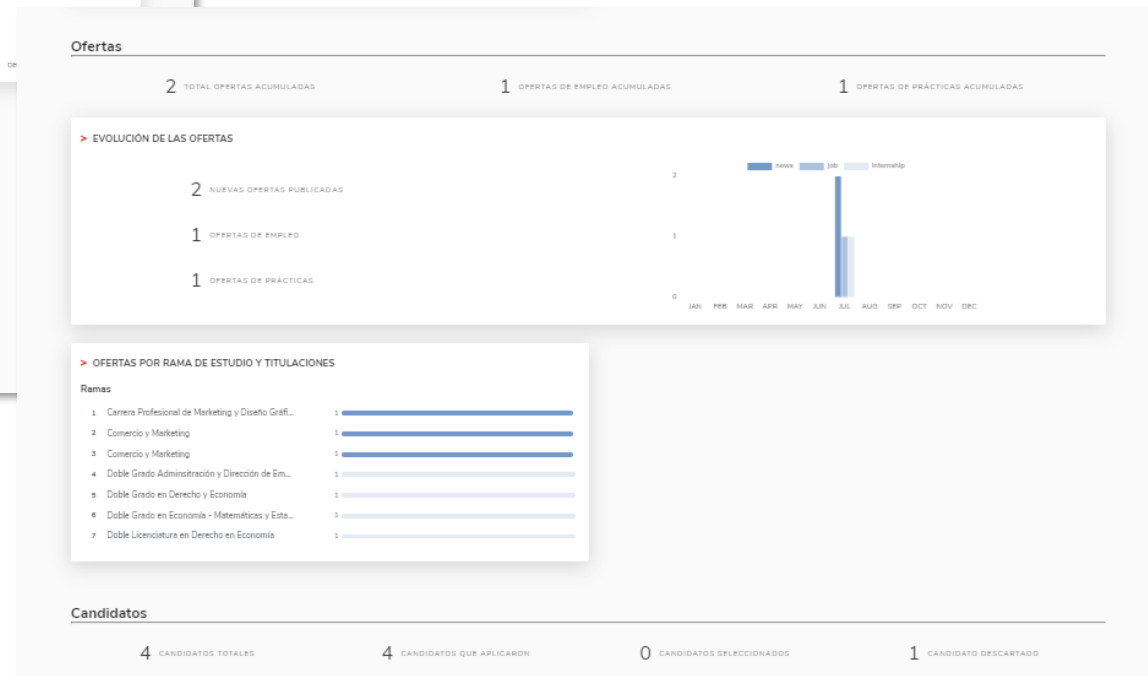 DE
Ofertas
2 TOTAL OFERTAS ACUMULADAS 1 OFERTAS DE EMPLEO ACUMULADAS 1 OFERTAS DE PRÁCTICAS ACUMULADAS
> EVOLUCIÓN DE LAS OFERTAS
news job Internship
2 NUEVAS OFERTAS PUBLICADAS
1 OFERTAS DE EMPLEO
1 OFERTAS DE PRÁCTICAS
2
1
0
JAN FEB MAR APR MAY JUN JUL AUG SEP OCT NOV DEC
> OFERTAS POR RAMA DE ESTUDIO Y TITULACIONES
Ramas
1 Carrera Profesional de Marketing y Diseño Gráfi... 1
2 Comercio y Marketing 1
3 Comercio y Marketing 1
4 Doble Grado Adminsitración y Dirección de Em... 1
5 Doble Grado en Derecho y Economía 1
6 Doble Grado en Economía - Matemáticas y Esta... 1
7 Doble Licenciatura en Derecho en Economía 1
Candidatos
4 CANDIDATOS TOTALES 4 CANDIDATOS QUE APLICARON 0 CANDIDATOS SELECCIONADOS 1 CANDIDATO DESCARTADO